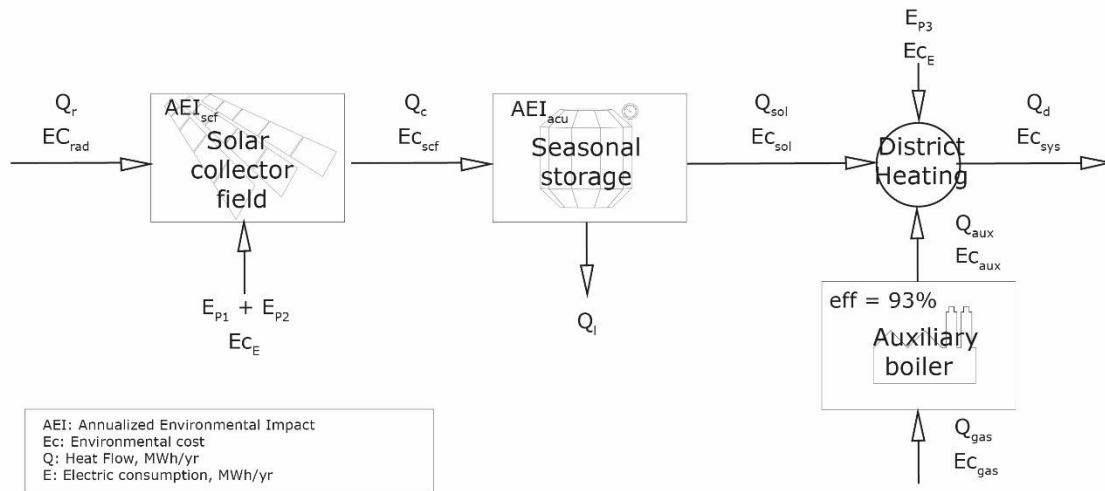 E_P3
Ec_E
Q_r
EC_rad
AEI_scf
Solar
collector
field
Q_c
Ec_scf
AEI_acu
Seasonal
storage
Q_sol
Ec_sol
District
Heating
Q_d
Ec_sys
E_P1 + E_P2
Ec_E
Q_l
Q_aux
Ec_aux
eff = 93%
Auxiliary
boiler
Q_gas
Ec_gas
AEI: Annualized Environmental Impact
Ec: Environmental cost
Q: Heat Flow, MWh/yr
E: Electric consumption, MWh/yr